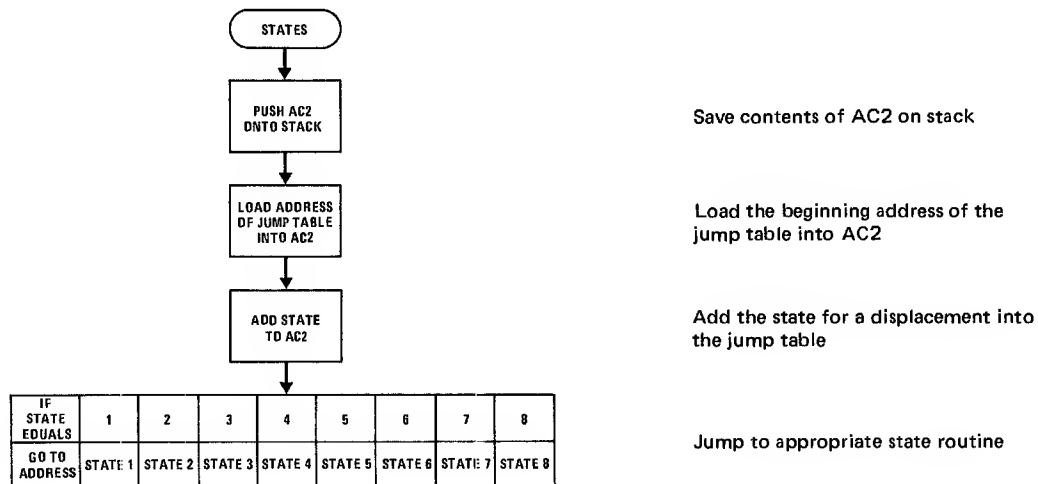 STATES
PUSH AC2
ONTO STACK
Save contents of AC2 on stack
LOAD ADDRESS
OF JUMP TABLE
INTO AC2
Load the beginning address of the
jump table into AC2
ADD STATE
TO AC2
Add the state for a displacement into
the jump table
IF
STATE
EQUALS
1 2 3 4 5 6 7 8
GO TO
ADDRESS
STATE 1 STATE 2 STATE 3 STATE 4 STATE 5 STATE 6 STATE 7 STATE 8
Jump to appropriate state routine